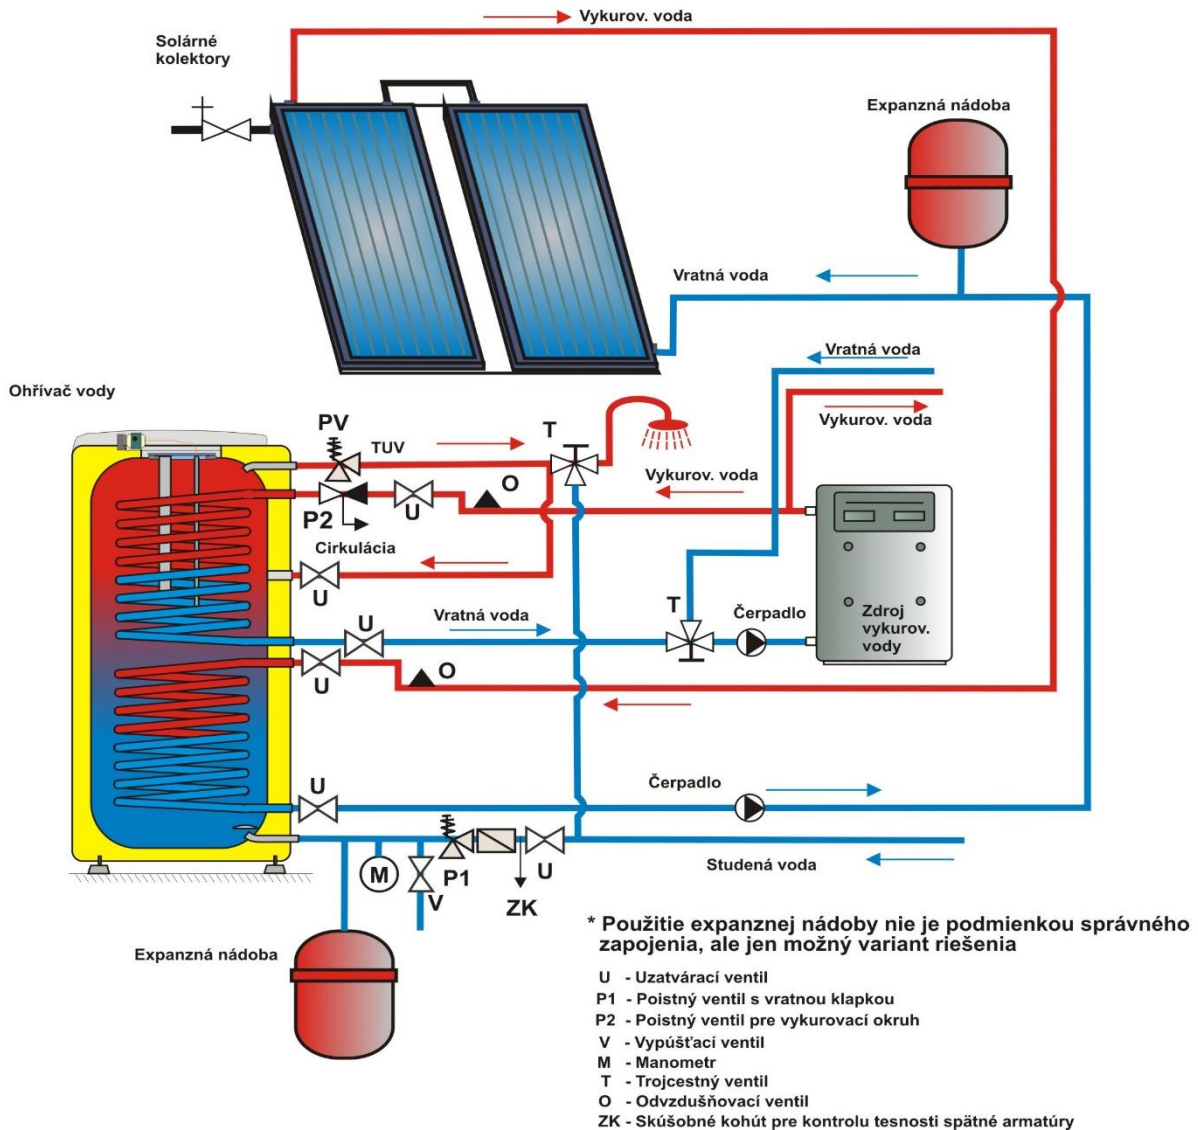 Vykurov. voda
Solárné
kolektory
Expanzná nádoba
Vratná voda
Vratná voda
Ohřívač vody
Vykurov. voda
PV
TUV
T
Vykurov. voda
O
P2
U
Cirkulácia
U
Vratná voda
U
T
Čerpadlo
Zdroj
vykurov.
vody
U
O
U
Čerpadlo
M
V
P1
ZK
U
Studená voda
Expanzná nádoba
* Použitie expanznej nádoby nie je podmienkou správného
zapojenia, ale jen možný variant riešenia
U - Uzatvárací ventil
P1 - Poistný ventil s vratnou klapkou
P2 - Poistný ventil pre vykurovací okruh
V - Vypúšťací ventil
M - Manometr
T - Trojcestný ventil
O - Odvzdušňovací ventil
ZK - Skúšobné kohút pre kontrolu tesnosti spätné armatúry